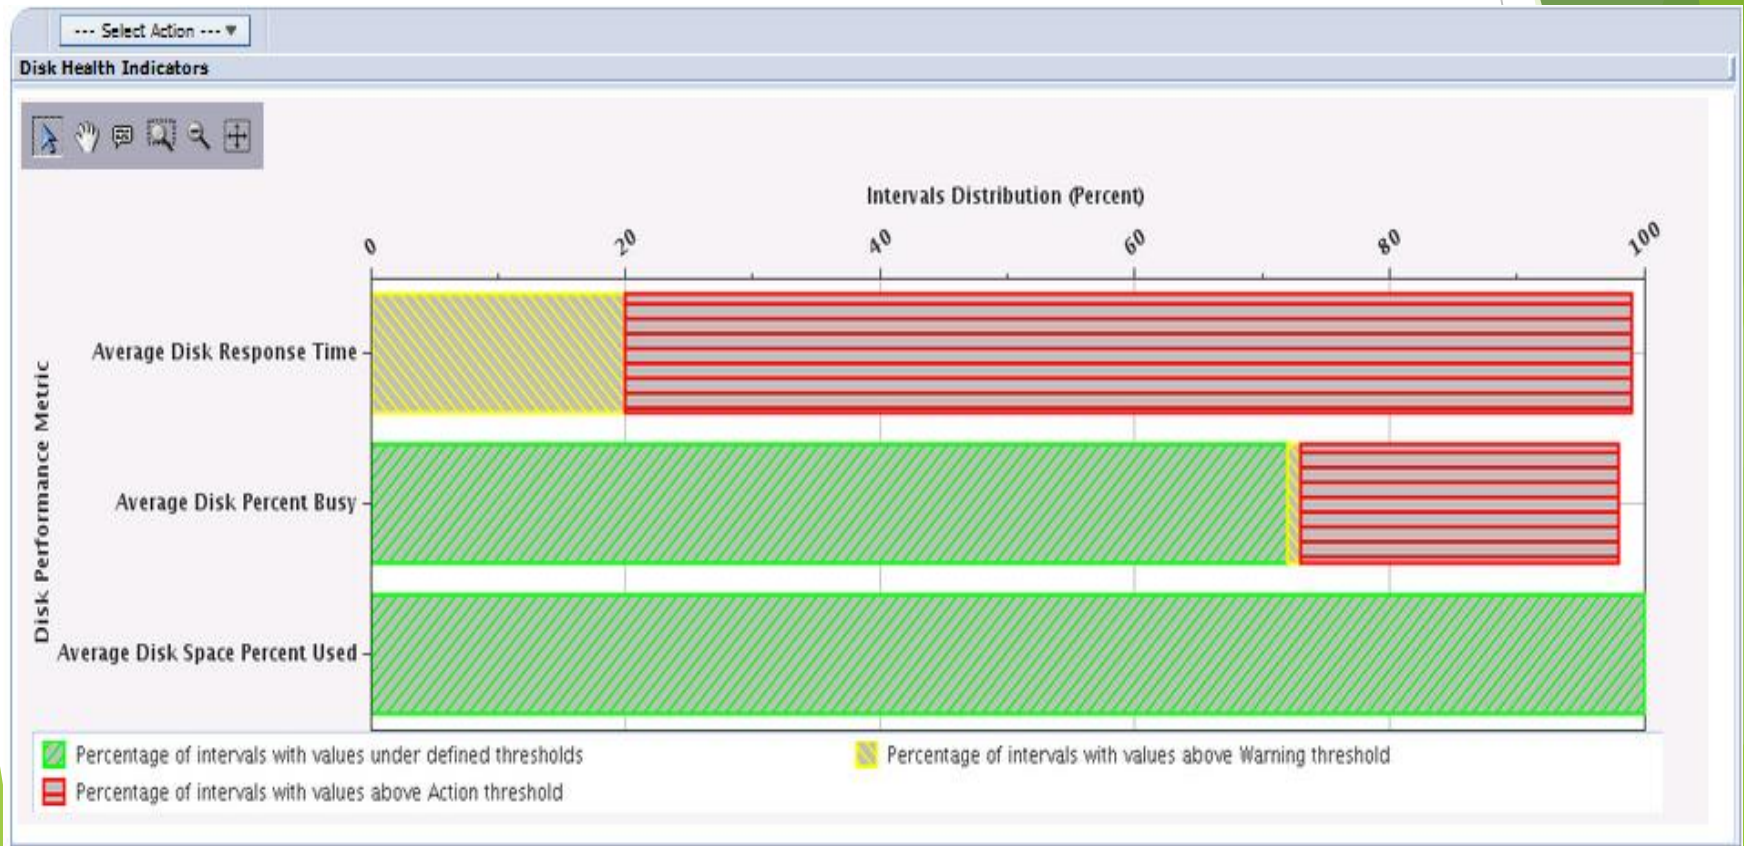 --- Select Action --- ▼
Disk Health Indicators
Intervals Distribution (Percent)
0 20 40 60 80 100
Disk Performance Metric
Average Disk Response Time
Average Disk Percent Busy
Average Disk Space Percent Used
Percentage of intervals with values under defined thresholds
Percentage of intervals with values above Warning threshold
Percentage of intervals with values above Action threshold